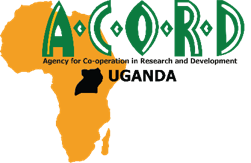 A·C·O·R·D
Agency for Co-operation in Research and Development
UGANDA